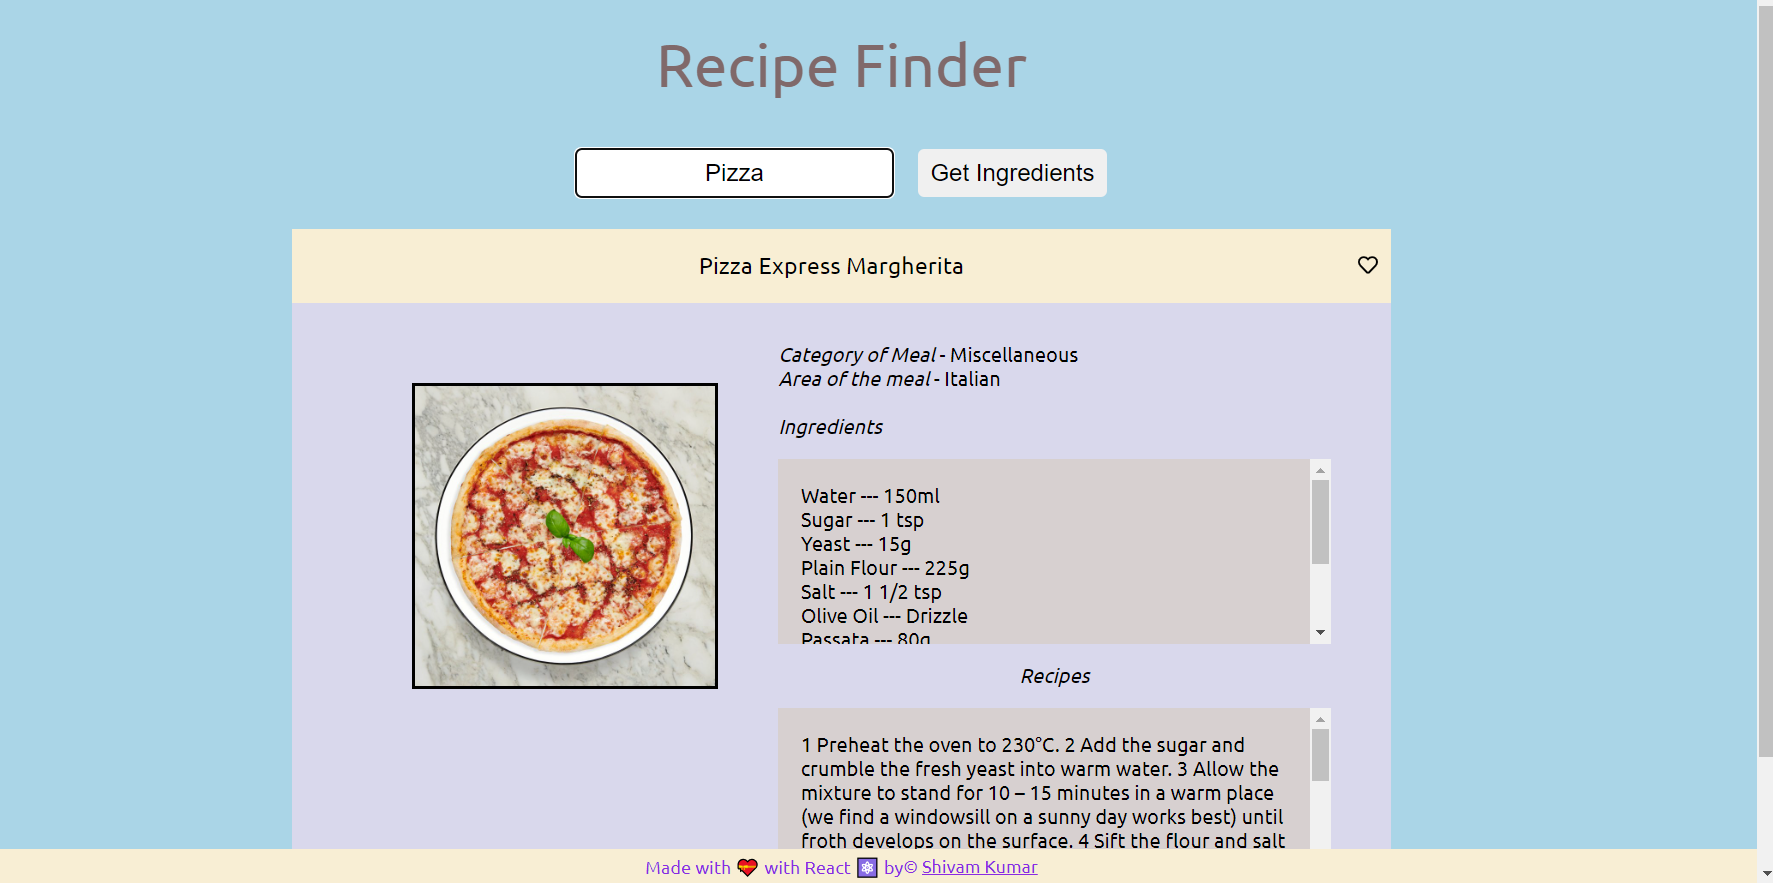 Recipe Finder
Pizza
Get Ingredients
Pizza Express Margherita
Category of Meal - Miscellaneous
Area of the meal - Italian
Ingredients
Water --- 150ml
Sugar --- 1 tsp
Yeast --- 15g
Plain Flour --- 225g
Salt --- 1 1/2 tsp
Olive Oil --- Drizzle
Passata --- 80g
Recipes
1 Preheat the oven to 230°C. 2 Add the sugar and
crumble the fresh yeast into warm water. 3 Allow the
mixture to stand for 10 – 15 minutes in a warm place
(we find a windowsill on a sunny day works best) until
froth develops on the surface. 4 Sift the flour and salt
Made with 💝 with React ⚛️ by© Shivam Kumar